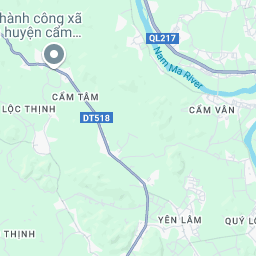 hành công xã
huyện cẩm...
QL217
Nam Ma River
LỘC THỊNH
CẨM TÂM
CẨM VÂN
DT518
YÊN LÂM
QUÝ L
THỊNH